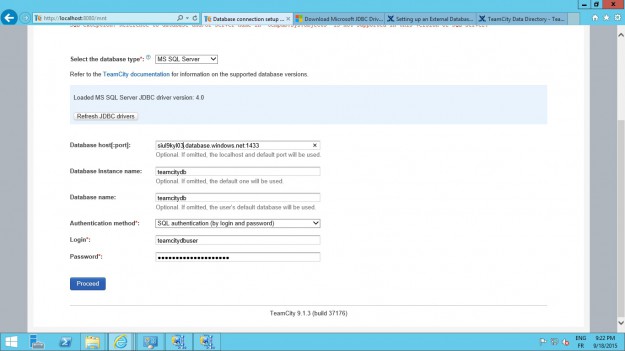 http://localhost:8080/mnt
Database connection setup ...
Download Microsoft JDBC Driv...
Setting up an External Databas...
TeamCity Data Directory - Tea...
Select the database type*:
MS SQL Server
Refer to the TeamCity documentation for information on the supported database versions.
Loaded MS SQL Server JDBC driver version: 4.0
Refresh JDBC drivers
Database host[:port]:
siul9kyl03.database.windows.net:1433
Optional. If omitted, the localhost and default port will be used.
Database Instance name:
teamcitydb
Optional. If omitted, the default one will be used.
Database name:
teamcitydb
Optional. If omitted, the user's default database will be used.
Authentication method*:
SQL authentication (by login and password)
Login*:
teamcitydbuser
Password*:
Proceed
TeamCity 9.1.3 (build 37176)
ENG
9:22 PM
FR
9/10/2015